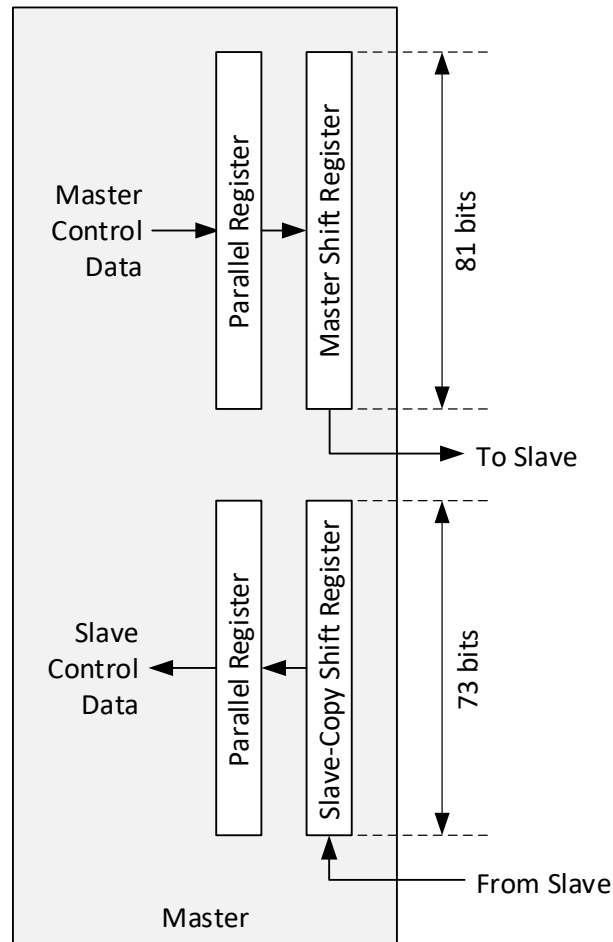 Master
Control
Data
Parallel Register
Master Shift Register
81 bits
To Slave
Slave
Control
Data
Parallel Register
Slave-Copy Shift Register
73 bits
From Slave
Master